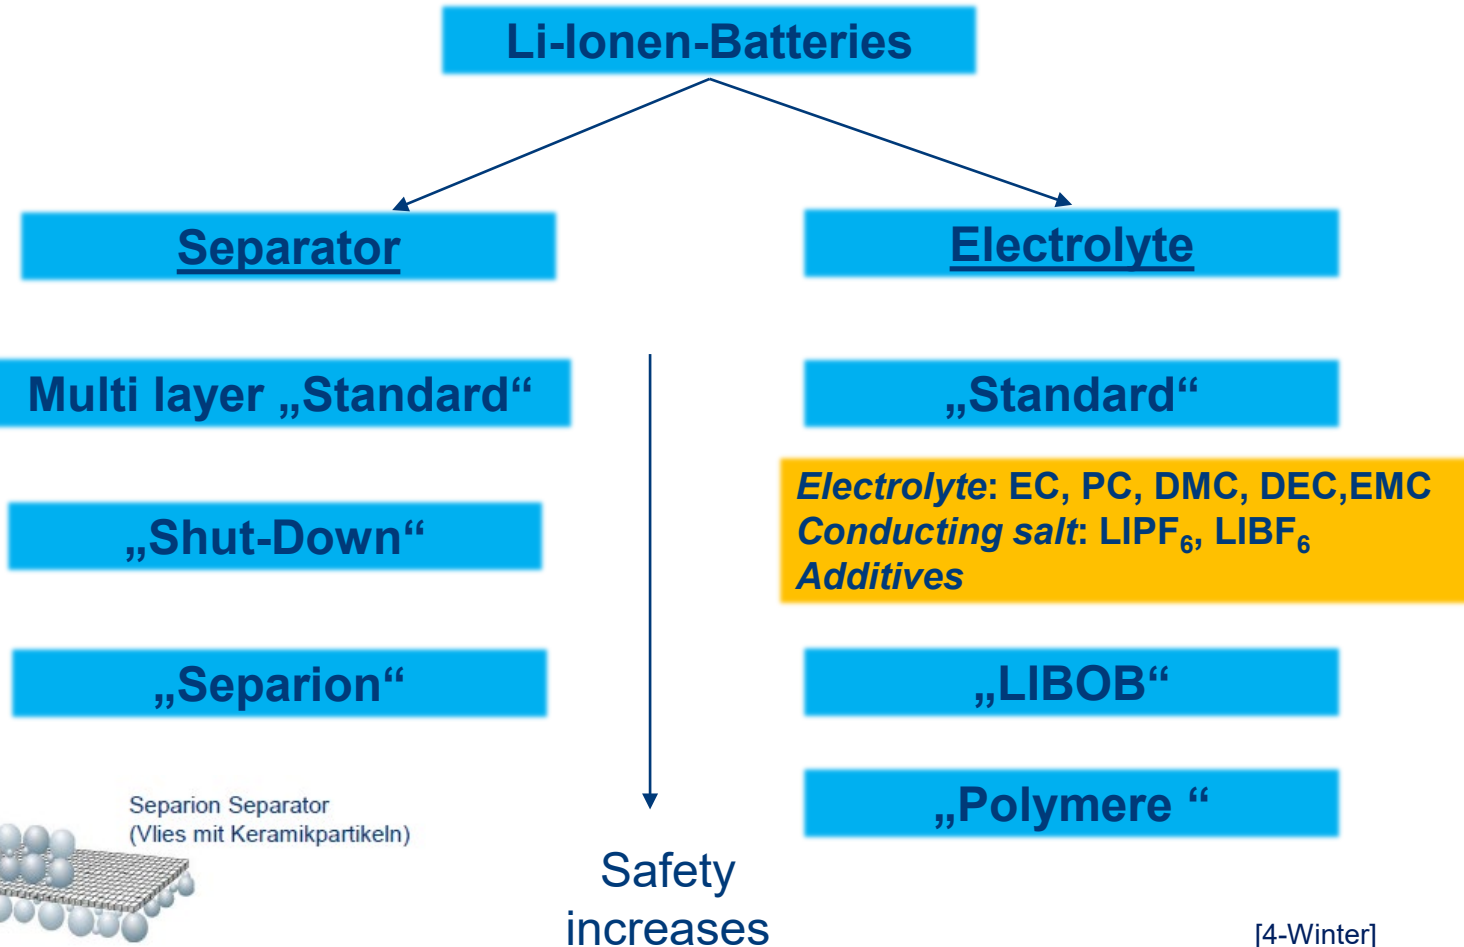 Li-Ionen-Batteries
Separator
Electrolyte
Multi layer „Standard“
„Standard“
Electrolyte: EC, PC, DMC, DEC,EMC
Conducting salt: LIPF₆, LIBF₆
Additives
„Shut-Down“
„Separion“
„LIBOB“
„Polymere “
Separion Separator
(Vlies mit Keramikpartikeln)
Safety
increases
[4-Winter]